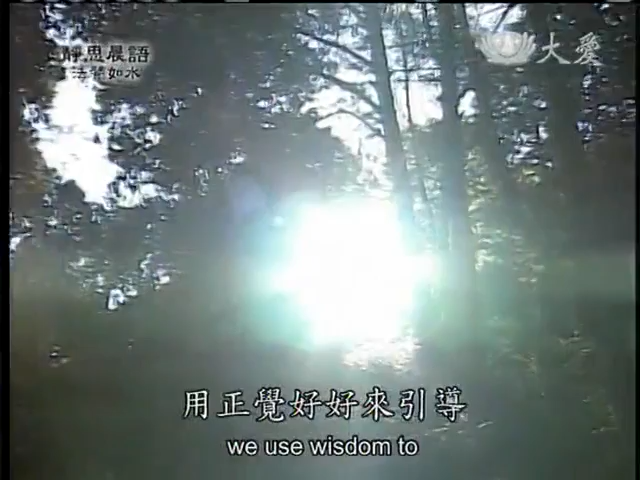 靜思晨語
法譬如水
大愛
用正覺好好來引導
we use wisdom to